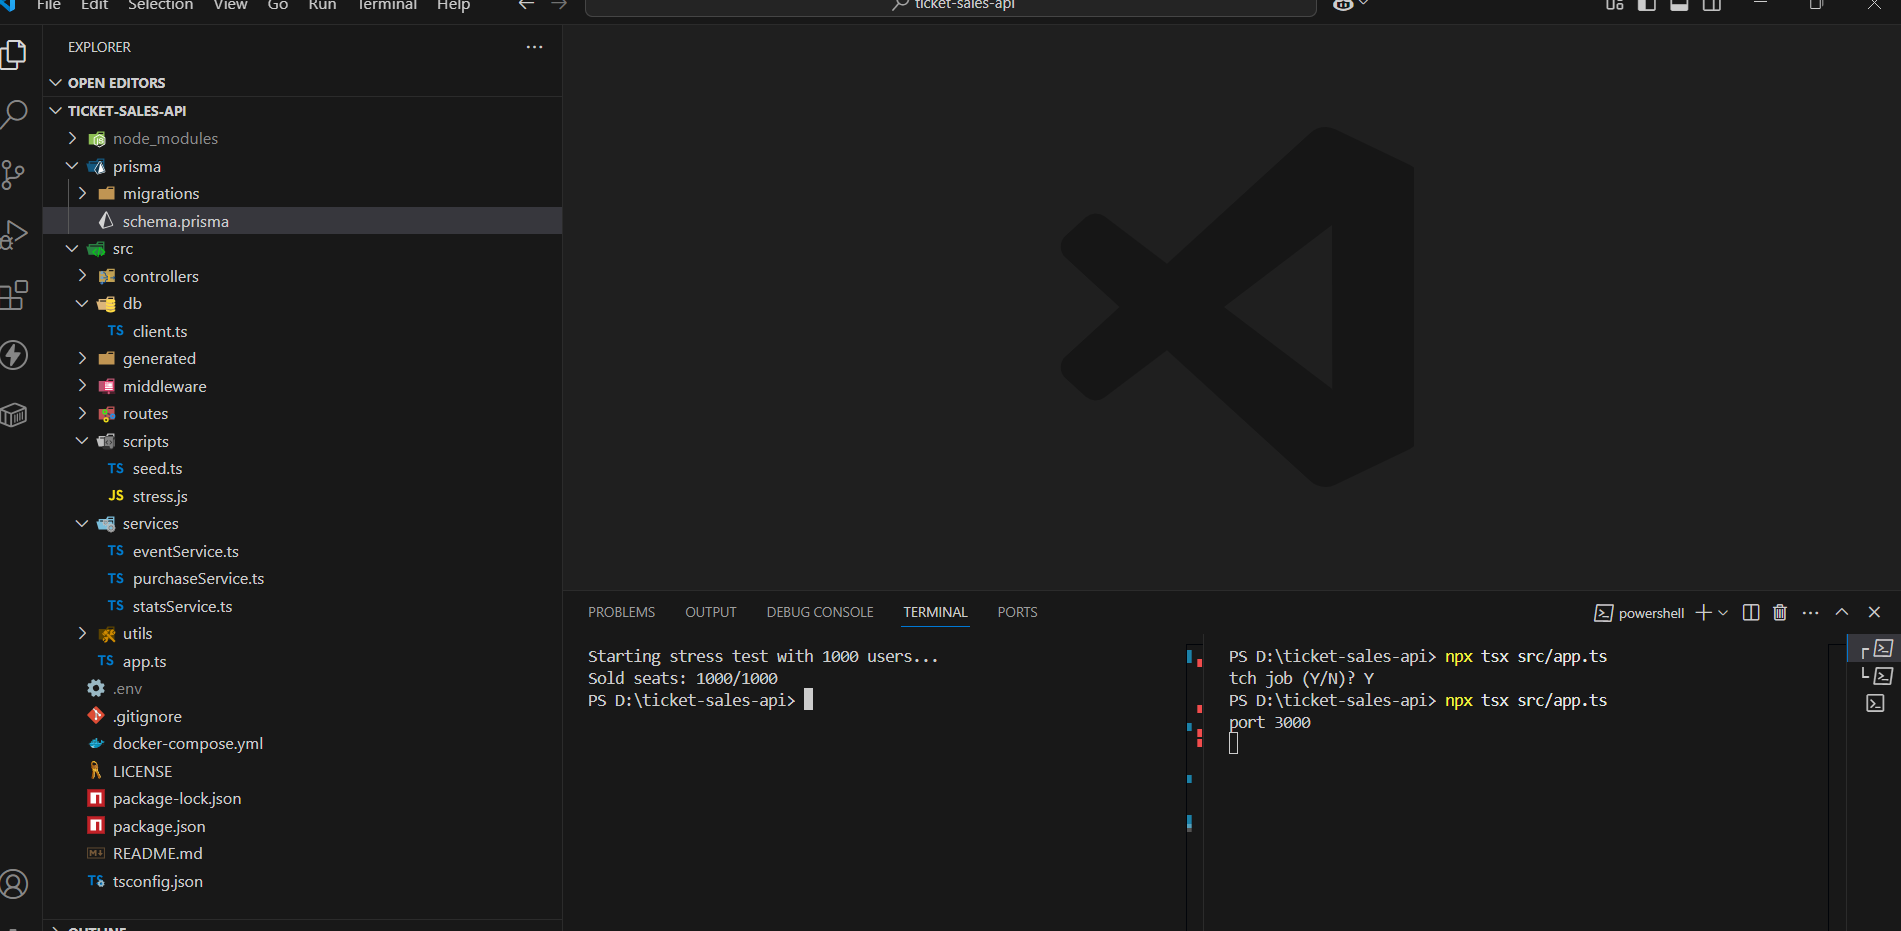 File Edit Selection View Go Run Terminal Help
ticket-sales-api
EXPLORER
OPEN EDITORS
TICKET-SALES-API
node_modules
prisma
migrations
schema.prisma
src
controllers
db
TS client.ts
generated
middleware
routes
scripts
TS seed.ts
JS stress.js
services
TS eventService.ts
TS purchaseService.ts
TS statsService.ts
utils
TS app.ts
.env
.gitignore
docker-compose.yml
LICENSE
package-lock.json
package.json
README.md
TS tsconfig.json
OUTLINE
PROBLEMS OUTPUT DEBUG CONSOLE TERMINAL PORTS
powershell
Starting stress test with 1000 users...
Sold seats: 1000/1000
PS D:\ticket-sales-api>
PS D:\ticket-sales-api> npx tsx src/app.ts
tch job (Y/N)? Y
PS D:\ticket-sales-api> npx tsx src/app.ts
port 3000